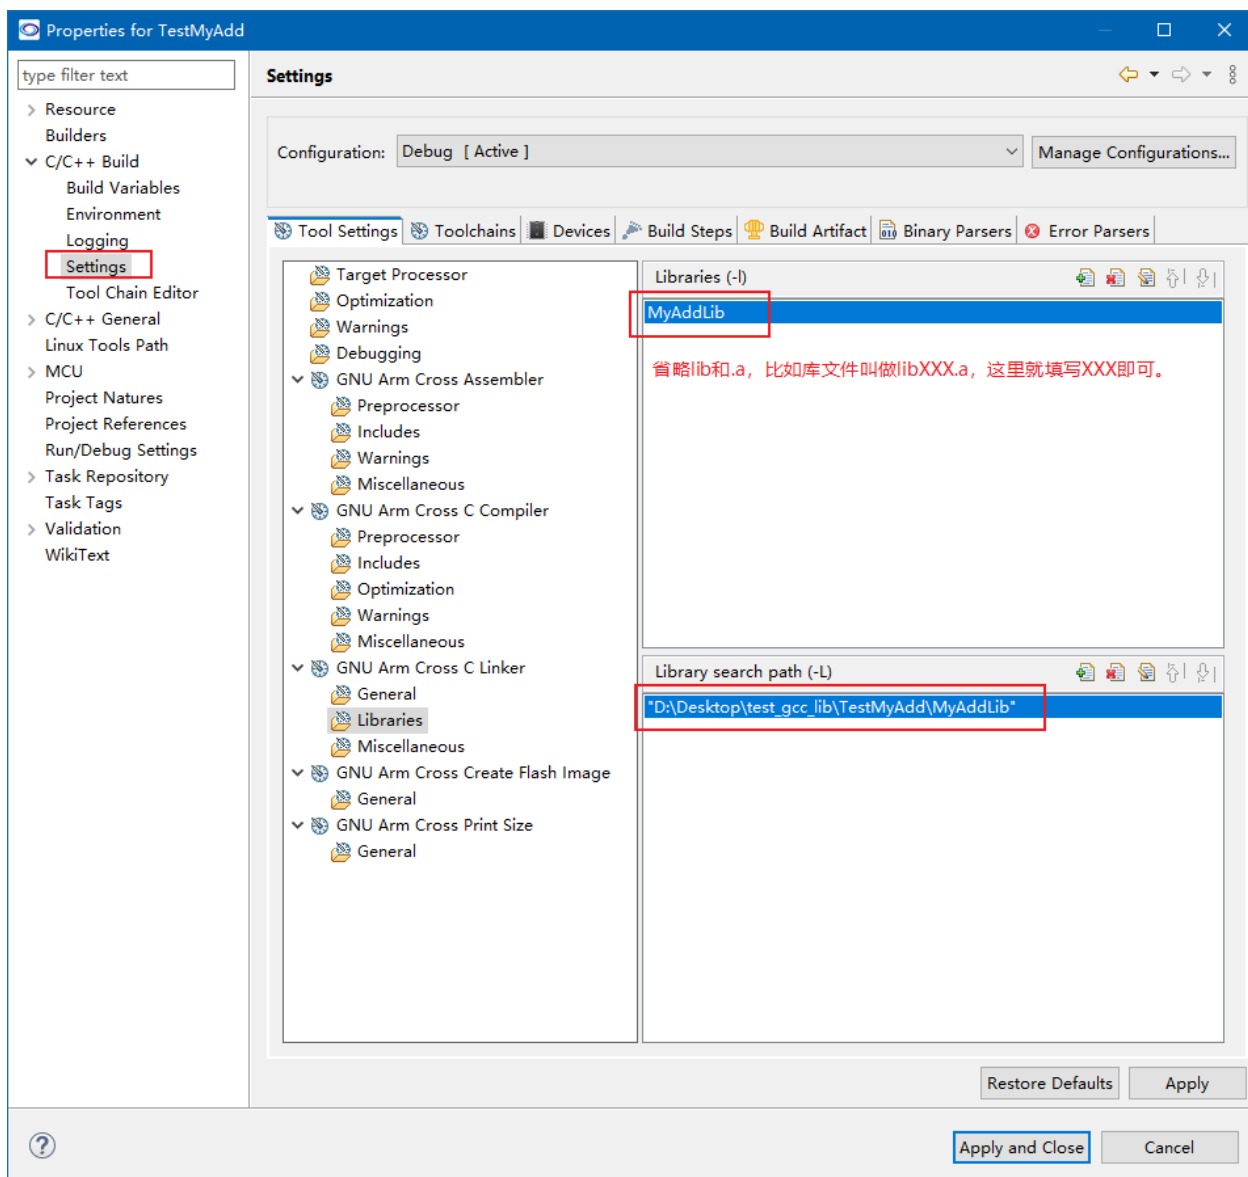 Properties for TestMyAdd
type filter text
Settings
Resource
Builders
C/C++ Build
Build Variables
Environment
Logging
Settings
Tool Chain Editor
C/C++ General
Linux Tools Path
MCU
Project Natures
Project References
Run/Debug Settings
Task Repository
Task Tags
Validation
WikiText
Configuration:
Debug [ Active ]
Manage Configurations...
Tool Settings
Toolchains
Devices
Build Steps
Build Artifact
Binary Parsers
Error Parsers
Target Processor
Optimization
Warnings
Debugging
GNU Arm Cross Assembler
Preprocessor
Includes
Warnings
Miscellaneous
GNU Arm Cross C Compiler
Preprocessor
Includes
Optimization
Warnings
Miscellaneous
GNU Arm Cross C Linker
General
Libraries
Miscellaneous
GNU Arm Cross Create Flash Image
General
GNU Arm Cross Print Size
General
Libraries (-l)
MyAddLib
省略lib和.a，比如库文件叫做libXXX.a，这里就填写XXX即可。
Library search path (-L)
"D:\Desktop\test_gcc_lib\TestMyAdd\MyAddLib"
Restore Defaults
Apply
Apply and Close
Cancel